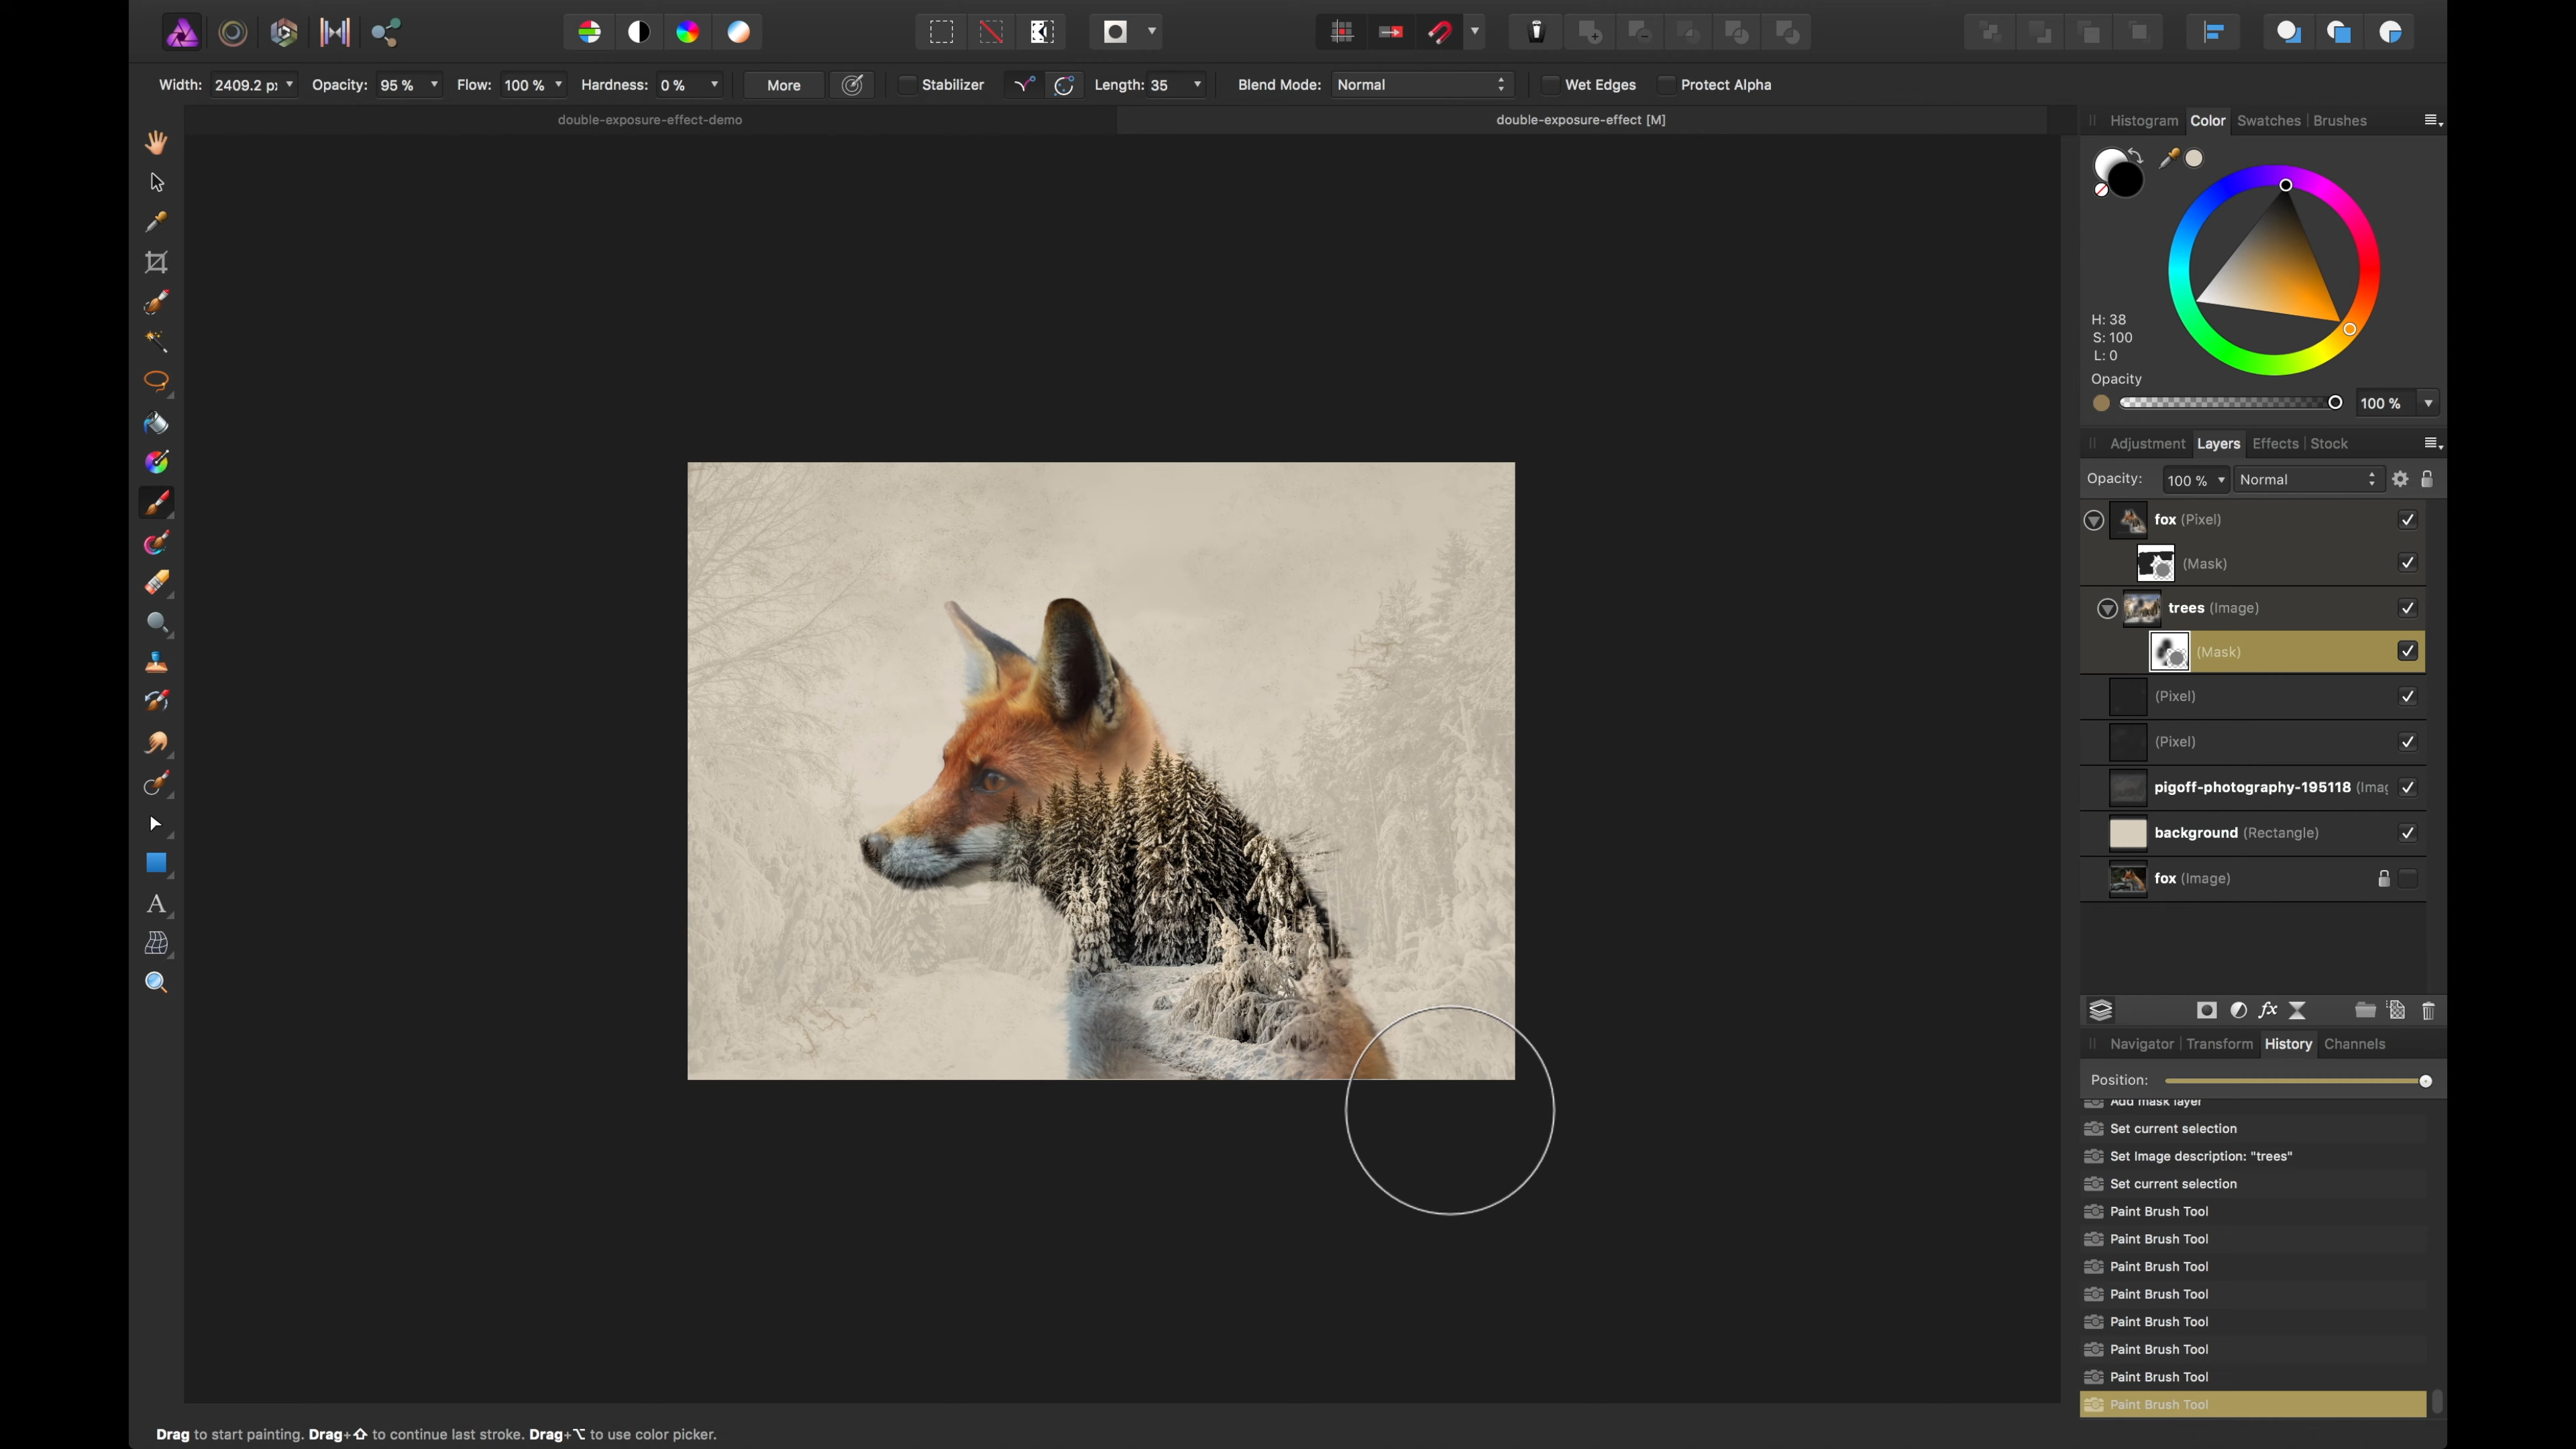 Width: 2409.2 p: Opacity: 95 % Flow: 100 % Hardness: 0 % More Stabilizer Length: 35 Blend Mode: Normal Wet Edges Protect Alpha
double-exposure-effect-demo double-exposure-effect [M]
Histogram Color Swatches Brushes
H: 38
S: 100
L: 0
Opacity
100 %
Adjustment Layers Effects Stock
Opacity: 100 % Normal
fox (Pixel)
(Mask)
trees (Image)
(Mask)
(Pixel)
(Pixel)
pigoff-photography-195118 (Imag
background (Rectangle)
fox (Image)
fx
A
Navigator Transform History Channels
Position:
Add mask layer
Set current selection
Set Image description: "trees"
Set current selection
Paint Brush Tool
Paint Brush Tool
Paint Brush Tool
Paint Brush Tool
Paint Brush Tool
Paint Brush Tool
Paint Brush Tool
Paint Brush Tool
Drag to start painting. Drag+⇧ to continue last stroke. Drag+⌥ to use color picker.